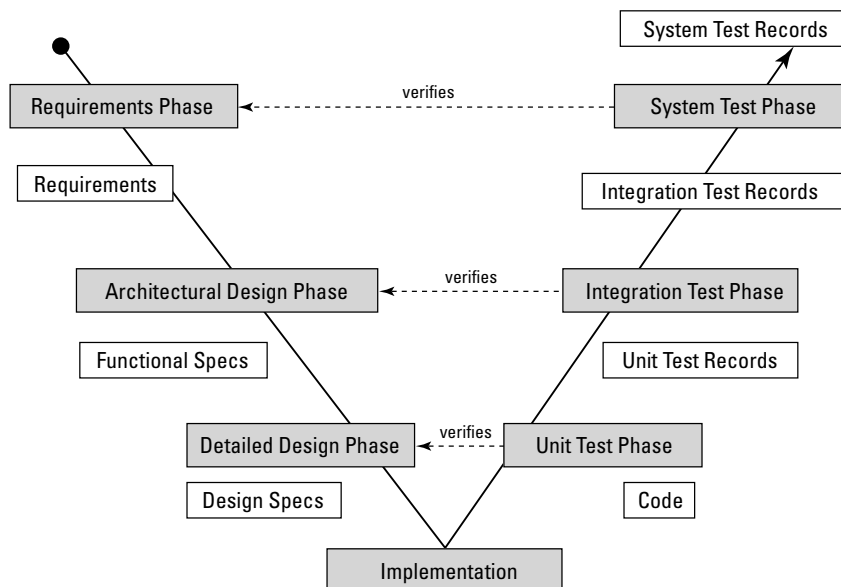 System Test Records
verifies
Requirements Phase
System Test Phase
Requirements
Integration Test Records
verifies
Architectural Design Phase
Integration Test Phase
Functional Specs
Unit Test Records
verifies
Detailed Design Phase
Unit Test Phase
Design Specs
Code
Implementation